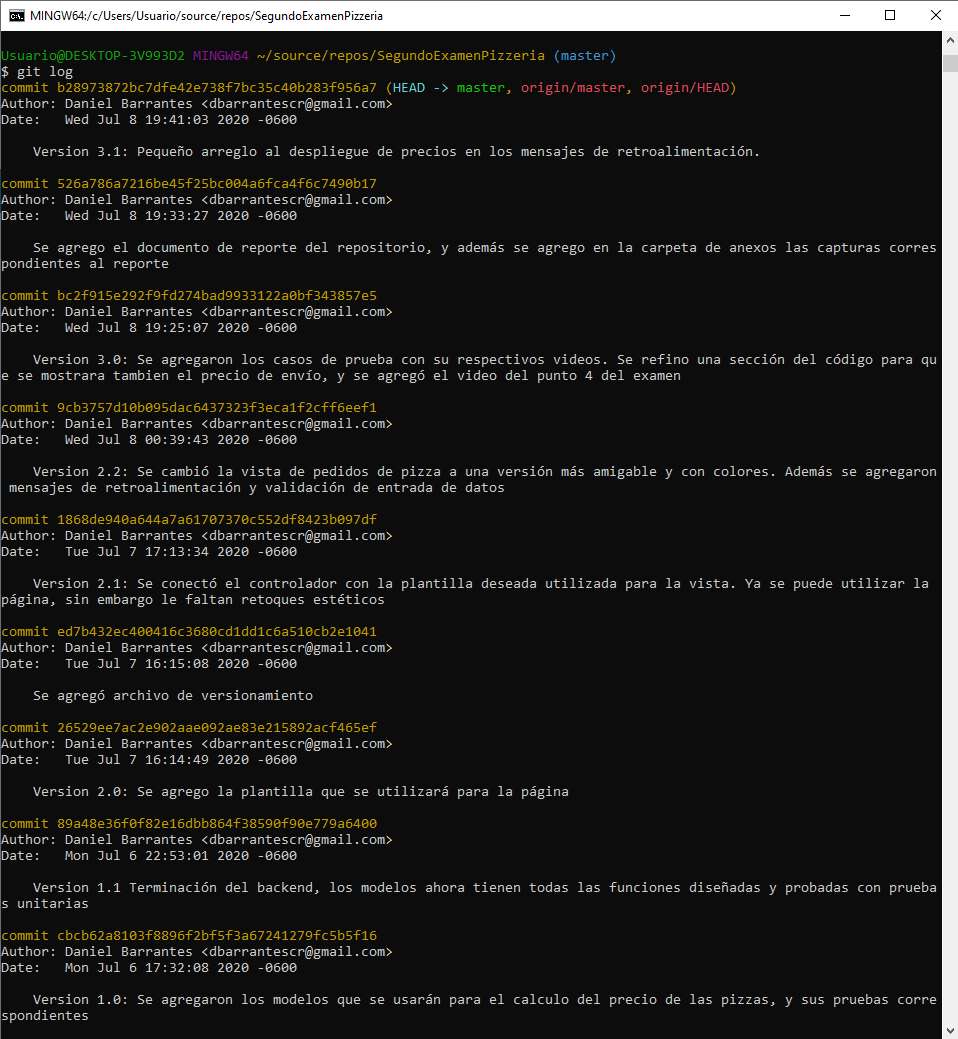 MINGW64:/c/Users/Usuario/source/repos/SegundoExamenPizzeria
Usuario@DESKTOP-3V993D2 MINGW64 ~/source/repos/SegundoExamenPizzeria (master)
$ git log
commit b28973872bc7dfe42e738f7bc35c40b283f956a7 (HEAD -> master, origin/master, origin/HEAD)
Author: Daniel Barrantes <dbarrantescr@gmail.com>
Date:   Wed Jul 8 19:41:03 2020 -0600
    Version 3.1: Pequeño arreglo al despliegue de precios en los mensajes de retroalimentación.
commit 526a786a7216be45f25bc004a6fca4f6c7490b17
Author: Daniel Barrantes <dbarrantescr@gmail.com>
Date:   Wed Jul 8 19:33:27 2020 -0600
    Se agrego el documento de reporte del repositorio, y además se agrego en la carpeta de anexos las capturas corres
pondientes al reporte
commit bc2f915e292f9fd274bad9933122a0bf343857e5
Author: Daniel Barrantes <dbarrantescr@gmail.com>
Date:   Wed Jul 8 19:25:07 2020 -0600
    Version 3.0: Se agregaron los casos de prueba con su respectivos videos. Se refino una sección del código para qu
e se mostrara tambien el precio de envío, y se agregó el video del punto 4 del examen
commit 9cb3757d10b095dac6437323f3eca1f2cff6eef1
Author: Daniel Barrantes <dbarrantescr@gmail.com>
Date:   Wed Jul 8 00:39:43 2020 -0600
    Version 2.2: Se cambió la vista de pedidos de pizza a una versión más amigable y con colores. Además se agregaron
 mensajes de retroalimentación y validación de entrada de datos
commit 1868de940a644a7a61707370c552df8423b097df
Author: Daniel Barrantes <dbarrantescr@gmail.com>
Date:   Tue Jul 7 17:13:34 2020 -0600
    Version 2.1: Se conectó el controlador con la plantilla deseada utilizada para la vista. Ya se puede utilizar la
página, sin embargo le faltan retoques estéticos
commit ed7b432ec400416c3680cd1dd1c6a510cb2e1041
Author: Daniel Barrantes <dbarrantescr@gmail.com>
Date:   Tue Jul 7 16:15:08 2020 -0600
    Se agregó archivo de versionamiento
commit 26529ee7ac2e902aae092ae83e215892acf465ef
Author: Daniel Barrantes <dbarrantescr@gmail.com>
Date:   Tue Jul 7 16:14:49 2020 -0600
    Version 2.0: Se agrego la plantilla que se utilizará para la página
commit 89a48e36f0f82e16dbb864f38590f90e779a6400
Author: Daniel Barrantes <dbarrantescr@gmail.com>
Date:   Mon Jul 6 22:53:01 2020 -0600
    Version 1.1 Terminación del backend, los modelos ahora tienen todas las funciones diseñadas y probadas con prueba
s unitarias
commit cbcb62a8103f8896f2bf5f3a67241279fc5b5f16
Author: Daniel Barrantes <dbarrantescr@gmail.com>
Date:   Mon Jul 6 17:32:08 2020 -0600
    Version 1.0: Se agregaron los modelos que se usarán para el calculo del precio de las pizzas, y sus pruebas corre
spondientes